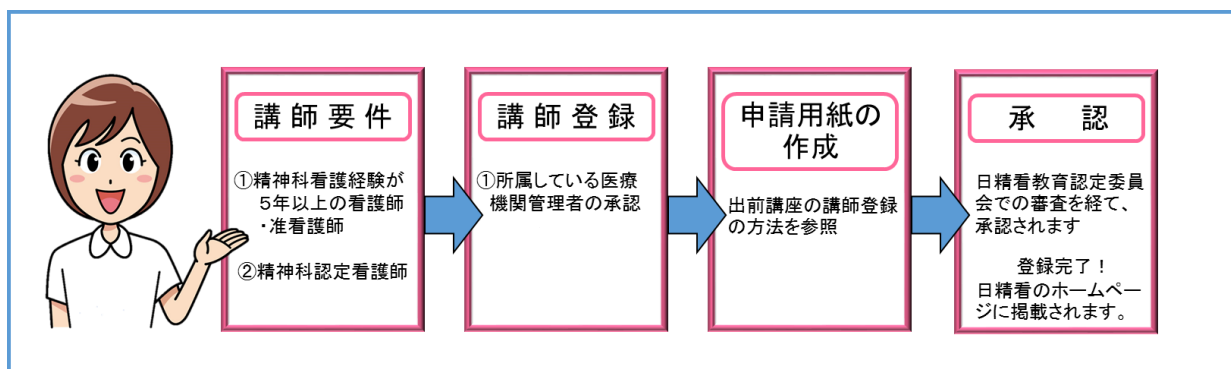 講師要件
①精神科看護経験が
5年以上の看護師
・准看護師
②精神科認定看護師
講師登録
①所属している医療
機関管理者の承認
申請用紙の
作成
出前講座の講師登録
の方法を参照
承認
日精看教育認定委員
会での審査を経て、
承認されます
登録完了！
日精看のホームペー
ジに掲載されます。